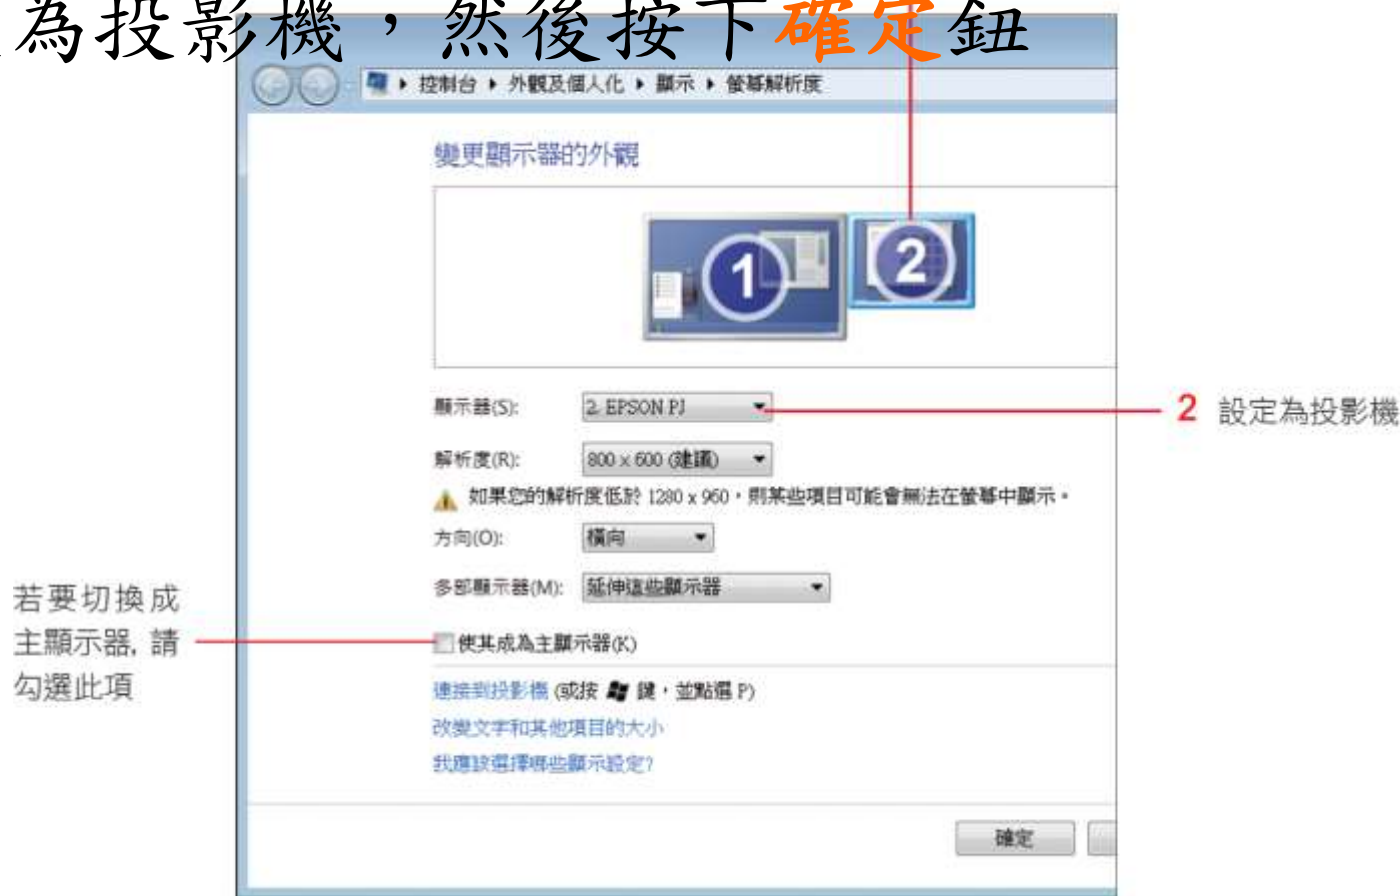 為投影機，然後按下確定鈕
控制台 ▸ 外觀及個人化 ▸ 顯示 ▸ 螢幕解析度
變更顯示器的外觀
1 2
顯示器(S): 2. EPSON PJ
2 設定為投影機
解析度(R): 800 x 600 (建議)
如果您的解析度低於 1280 x 960，則某些項目可能會無法在螢幕中顯示。
方向(O): 橫向
多部顯示器(M): 延伸這些顯示器
若要切換成
主顯示器, 請
勾選此項
使其成為主顯示器(K)
連接到投影機 (或按 鍵，並點選 P)
改變文字和其他項目的大小
我應該選擇哪些顯示設定?
確定